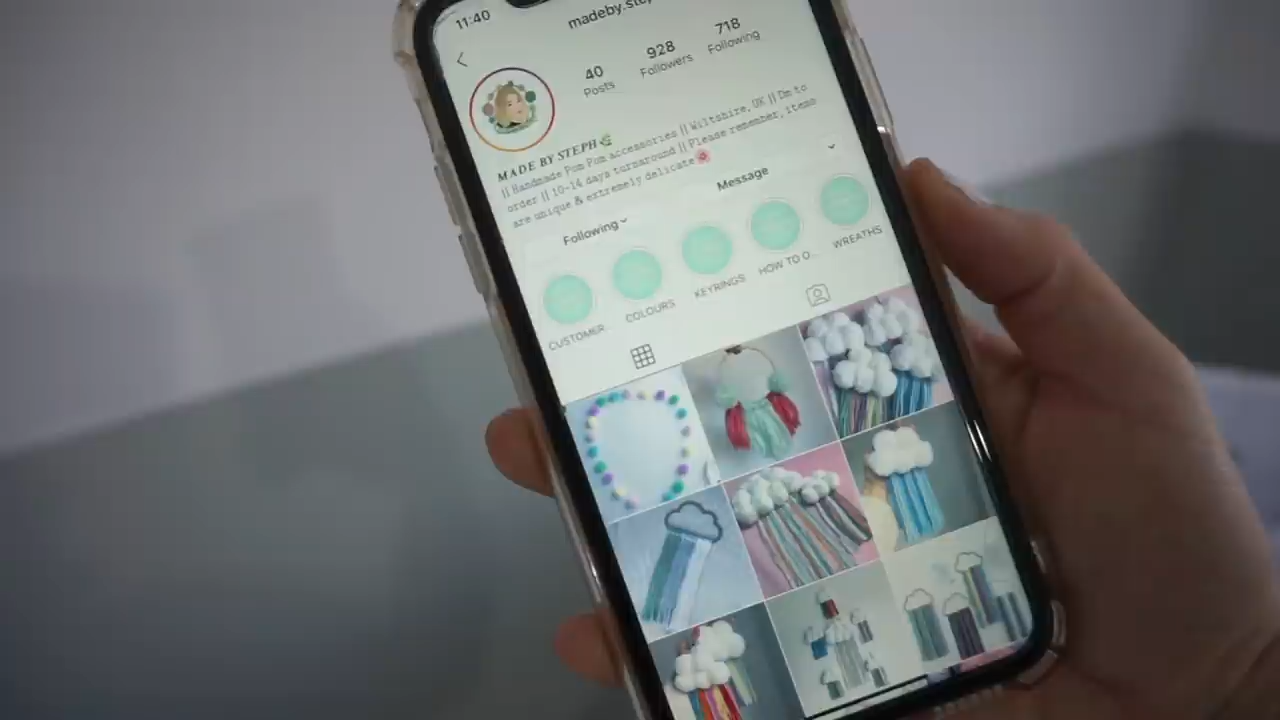 11:40
madeby.step
40 Posts
928 Followers
718 Following
MADE BY STEPH🌿
|| Handmade Pom Pom accessories || Wiltshire, UK || Dm to
order || 10-14 days turnaround || Please remember, items
are unique & extremely delicate🌸
Following
Message
CUSTOMER...
COLOURS
KEYRINGS
HOW TO O...
WREATHS